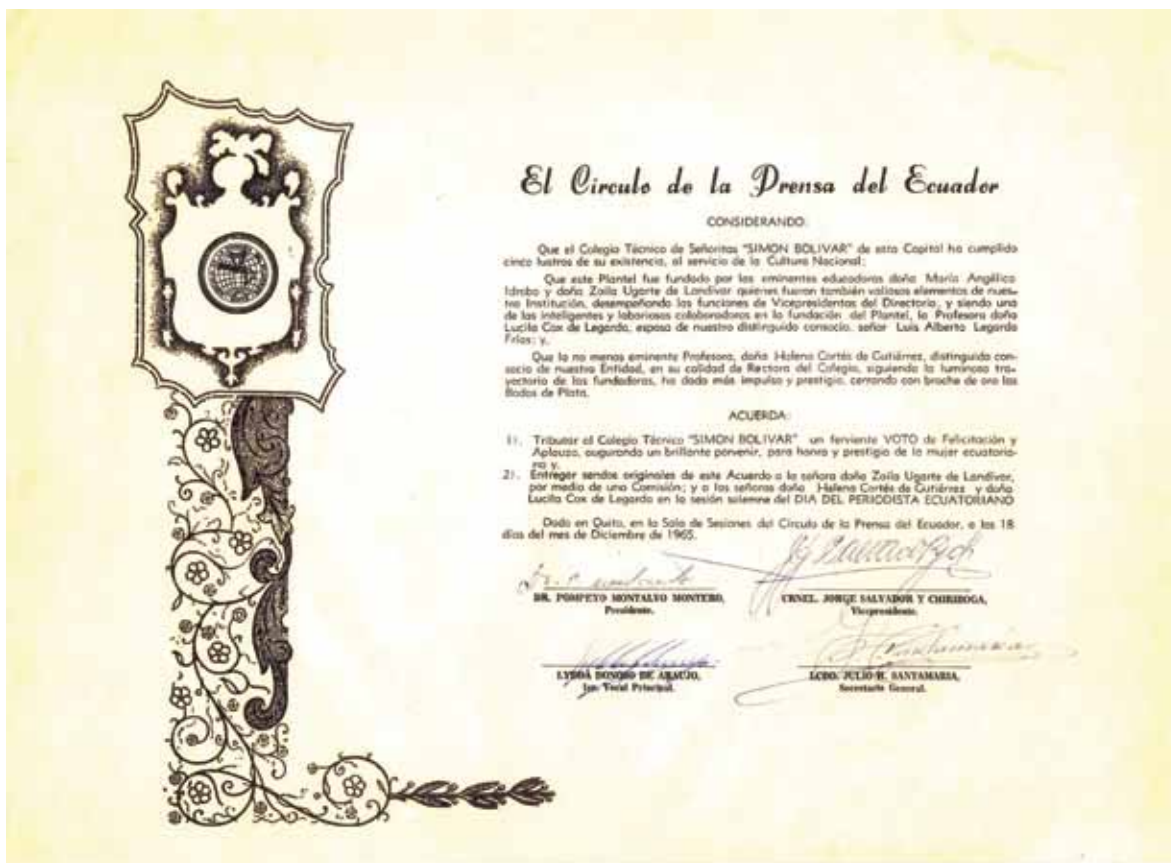 El Circulo de la Prensa del Ecuador
CONSIDERANDO:
Que el Colegio Técnico de Señoritas "SIMON BOLIVAR" de esta Capital ha cumplido
cinco lustros de su existencia, al servicio de la Cultura Nacional;
Que este Plantel fue fundado por las eminentes educadoras doña María Angélica
Idrobo y doña Zoila Ugarte de Landívar quienes fueron también valiosos elementos de nues-
tra Institución, desempeñando las funciones de Vicepresidentas del Directorio, y siendo una
de las inteligentes y laboriosas colaboradoras en la fundación del Plantel, la Profesora doña
Lucila Cox de Legarda, esposa de nuestro distinguido consocio, señor Luis Alberto Legarda
Frías; y,
Que la no menos eminente Profesora, doña Helena Cortés de Gutiérrez, distinguida con-
socia de nuestra Entidad, en su calidad de Rectora del Colegio, siguiendo la luminosa tra-
yectoria de las fundadoras, ha dado más impulso y prestigio, cerrando con broche de oro las
Bodas de Plata,
ACUERDA:
1). Tributar al Colegio Técnico "SIMON BOLIVAR" un ferviente VOTO de Felicitación y
Aplauso, augurando un brillante porvenir, para honra y prestigio de la mujer ecuatoria-
na y,
2). Entregar sendos originales de este Acuerdo a la señora doña Zoila Ugarte de Landívar,
por medio de una Comisión; y a las señoras doña Helena Cortés de Gutiérrez y doña
Lucila Cox de Legarda en la sesión solemne del DIA DEL PERIODISTA ECUATORIANO
Dado en Quito, en la Sala de Sesiones del Círculo de la Prensa del Ecuador, a los 18
días del mes de Diciembre de 1965.
DR. POMPEYO MONTALVO MONTERO,
Presidente.
CRNEL. JORGE SALVADOR Y CHIRIBOGA,
Vicepresidente.
LYDDA DONOSO DE ARAUJO,
1er. Vocal Principal.
LCDO. JULIO H. SANTAMARIA,
Secretario General.